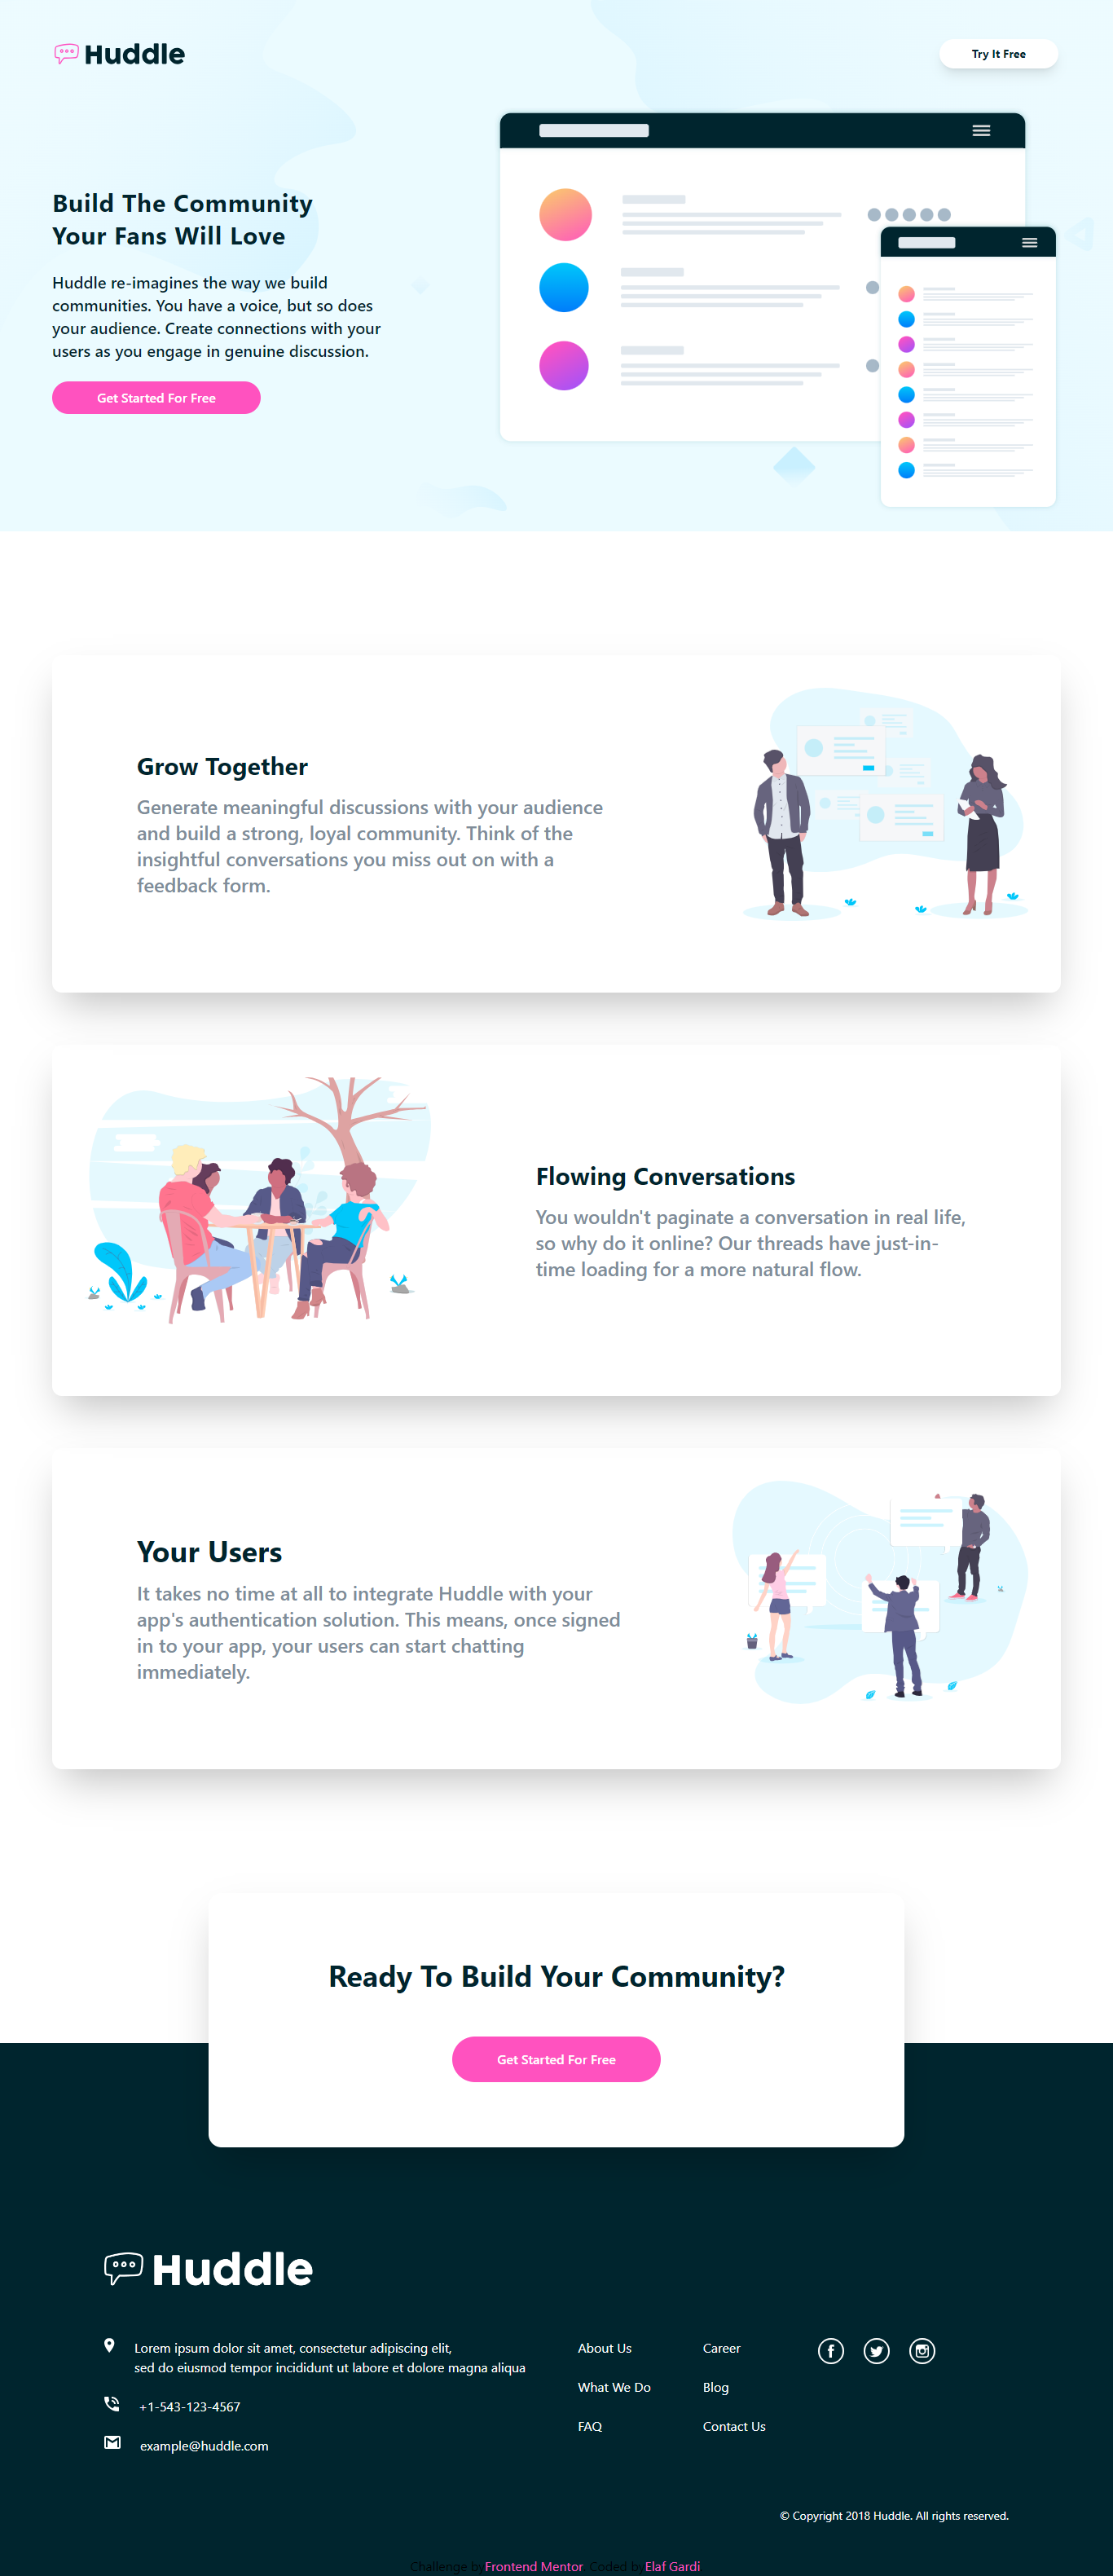 Huddle
Try It Free
Build The Community
Your Fans Will Love
Huddle re-imagines the way we build
communities. You have a voice, but so does
your audience. Create connections with your
users as you engage in genuine discussion.
Get Started For Free
Grow Together
Generate meaningful discussions with your audience
and build a strong, loyal community. Think of the
insightful conversations you miss out on with a
feedback form.
Flowing Conversations
You wouldn't paginate a conversation in real life,
so why do it online? Our threads have just-in-
time loading for a more natural flow.
Your Users
It takes no time at all to integrate Huddle with your
app's authentication solution. This means, once signed
in to your app, your users can start chatting
immediately.
Ready To Build Your Community?
Get Started For Free
Huddle
Lorem ipsum dolor sit amet, consectetur adipiscing elit,
sed do eiusmod tempor incididunt ut labore et dolore magna aliqua
+1-543-123-4567
example@huddle.com
About Us
What We Do
FAQ
Career
Blog
Contact Us
© Copyright 2018 Huddle. All rights reserved.
Challenge by Frontend Mentor. Coded by Elaf Gardi.